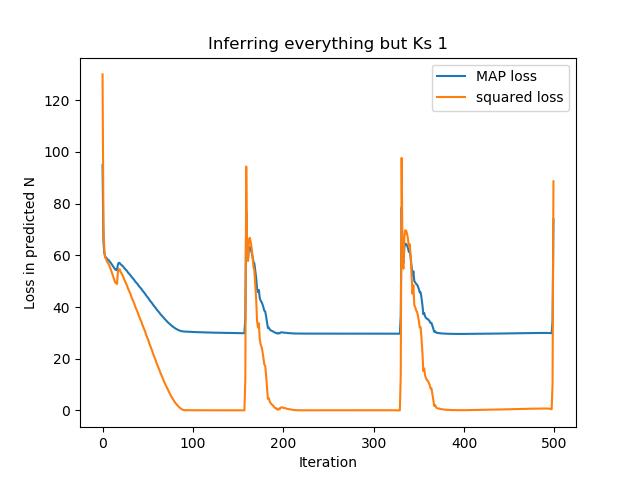 Inferring everything but Ks 1
MAP loss
squared loss
Loss in predicted N
120
100
80
60
40
20
0
0 100 200 300 400 500
Iteration